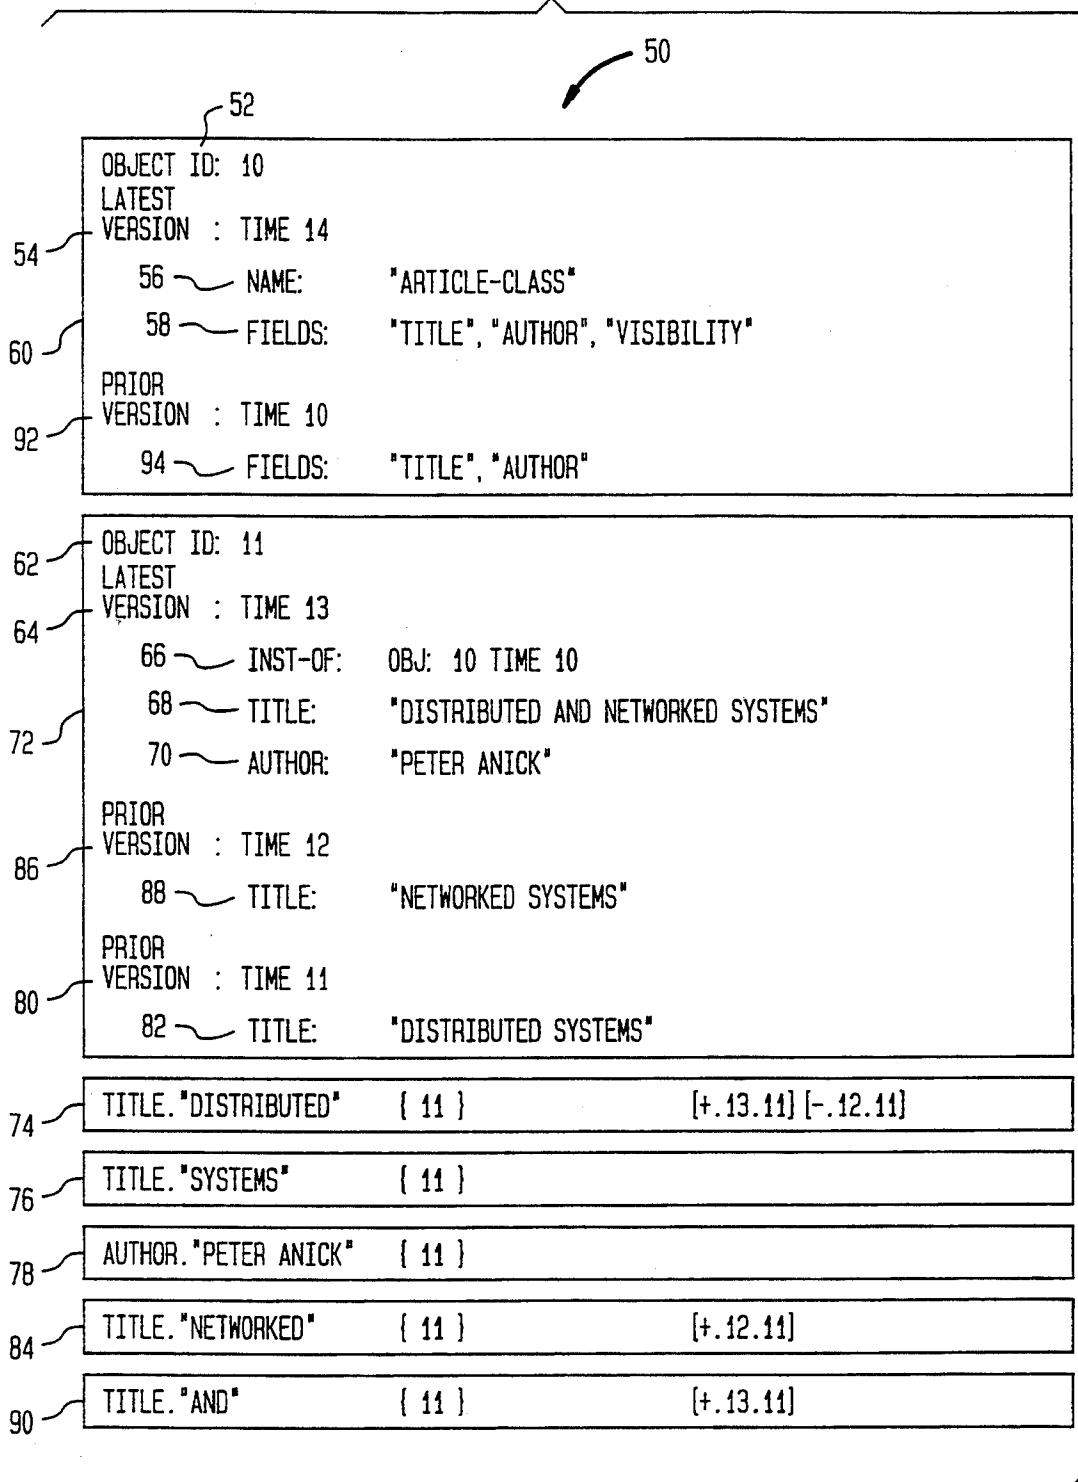 50
52
OBJECT ID: 10
LATEST
54 VERSION : TIME 14
56 NAME: "ARTICLE-CLASS"
58 FIELDS: "TITLE", "AUTHOR", "VISIBILITY"
60
PRIOR
92 VERSION : TIME 10
94 FIELDS: "TITLE", "AUTHOR"
62 OBJECT ID: 11
LATEST
64 VERSION : TIME 13
66 INST-OF: OBJ: 10 TIME 10
68 TITLE: "DISTRIBUTED AND NETWORKED SYSTEMS"
72
70 AUTHOR: "PETER ANICK"
PRIOR
86 VERSION : TIME 12
88 TITLE: "NETWORKED SYSTEMS"
PRIOR
80 VERSION : TIME 11
82 TITLE: "DISTRIBUTED SYSTEMS"
74 TITLE."DISTRIBUTED" { 11 } [+.13.11] [-.12.11]
76 TITLE."SYSTEMS" { 11 }
78 AUTHOR."PETER ANICK" { 11 }
84 TITLE."NETWORKED" { 11 } [+.12.11]
90 TITLE."AND" { 11 } [+.13.11]